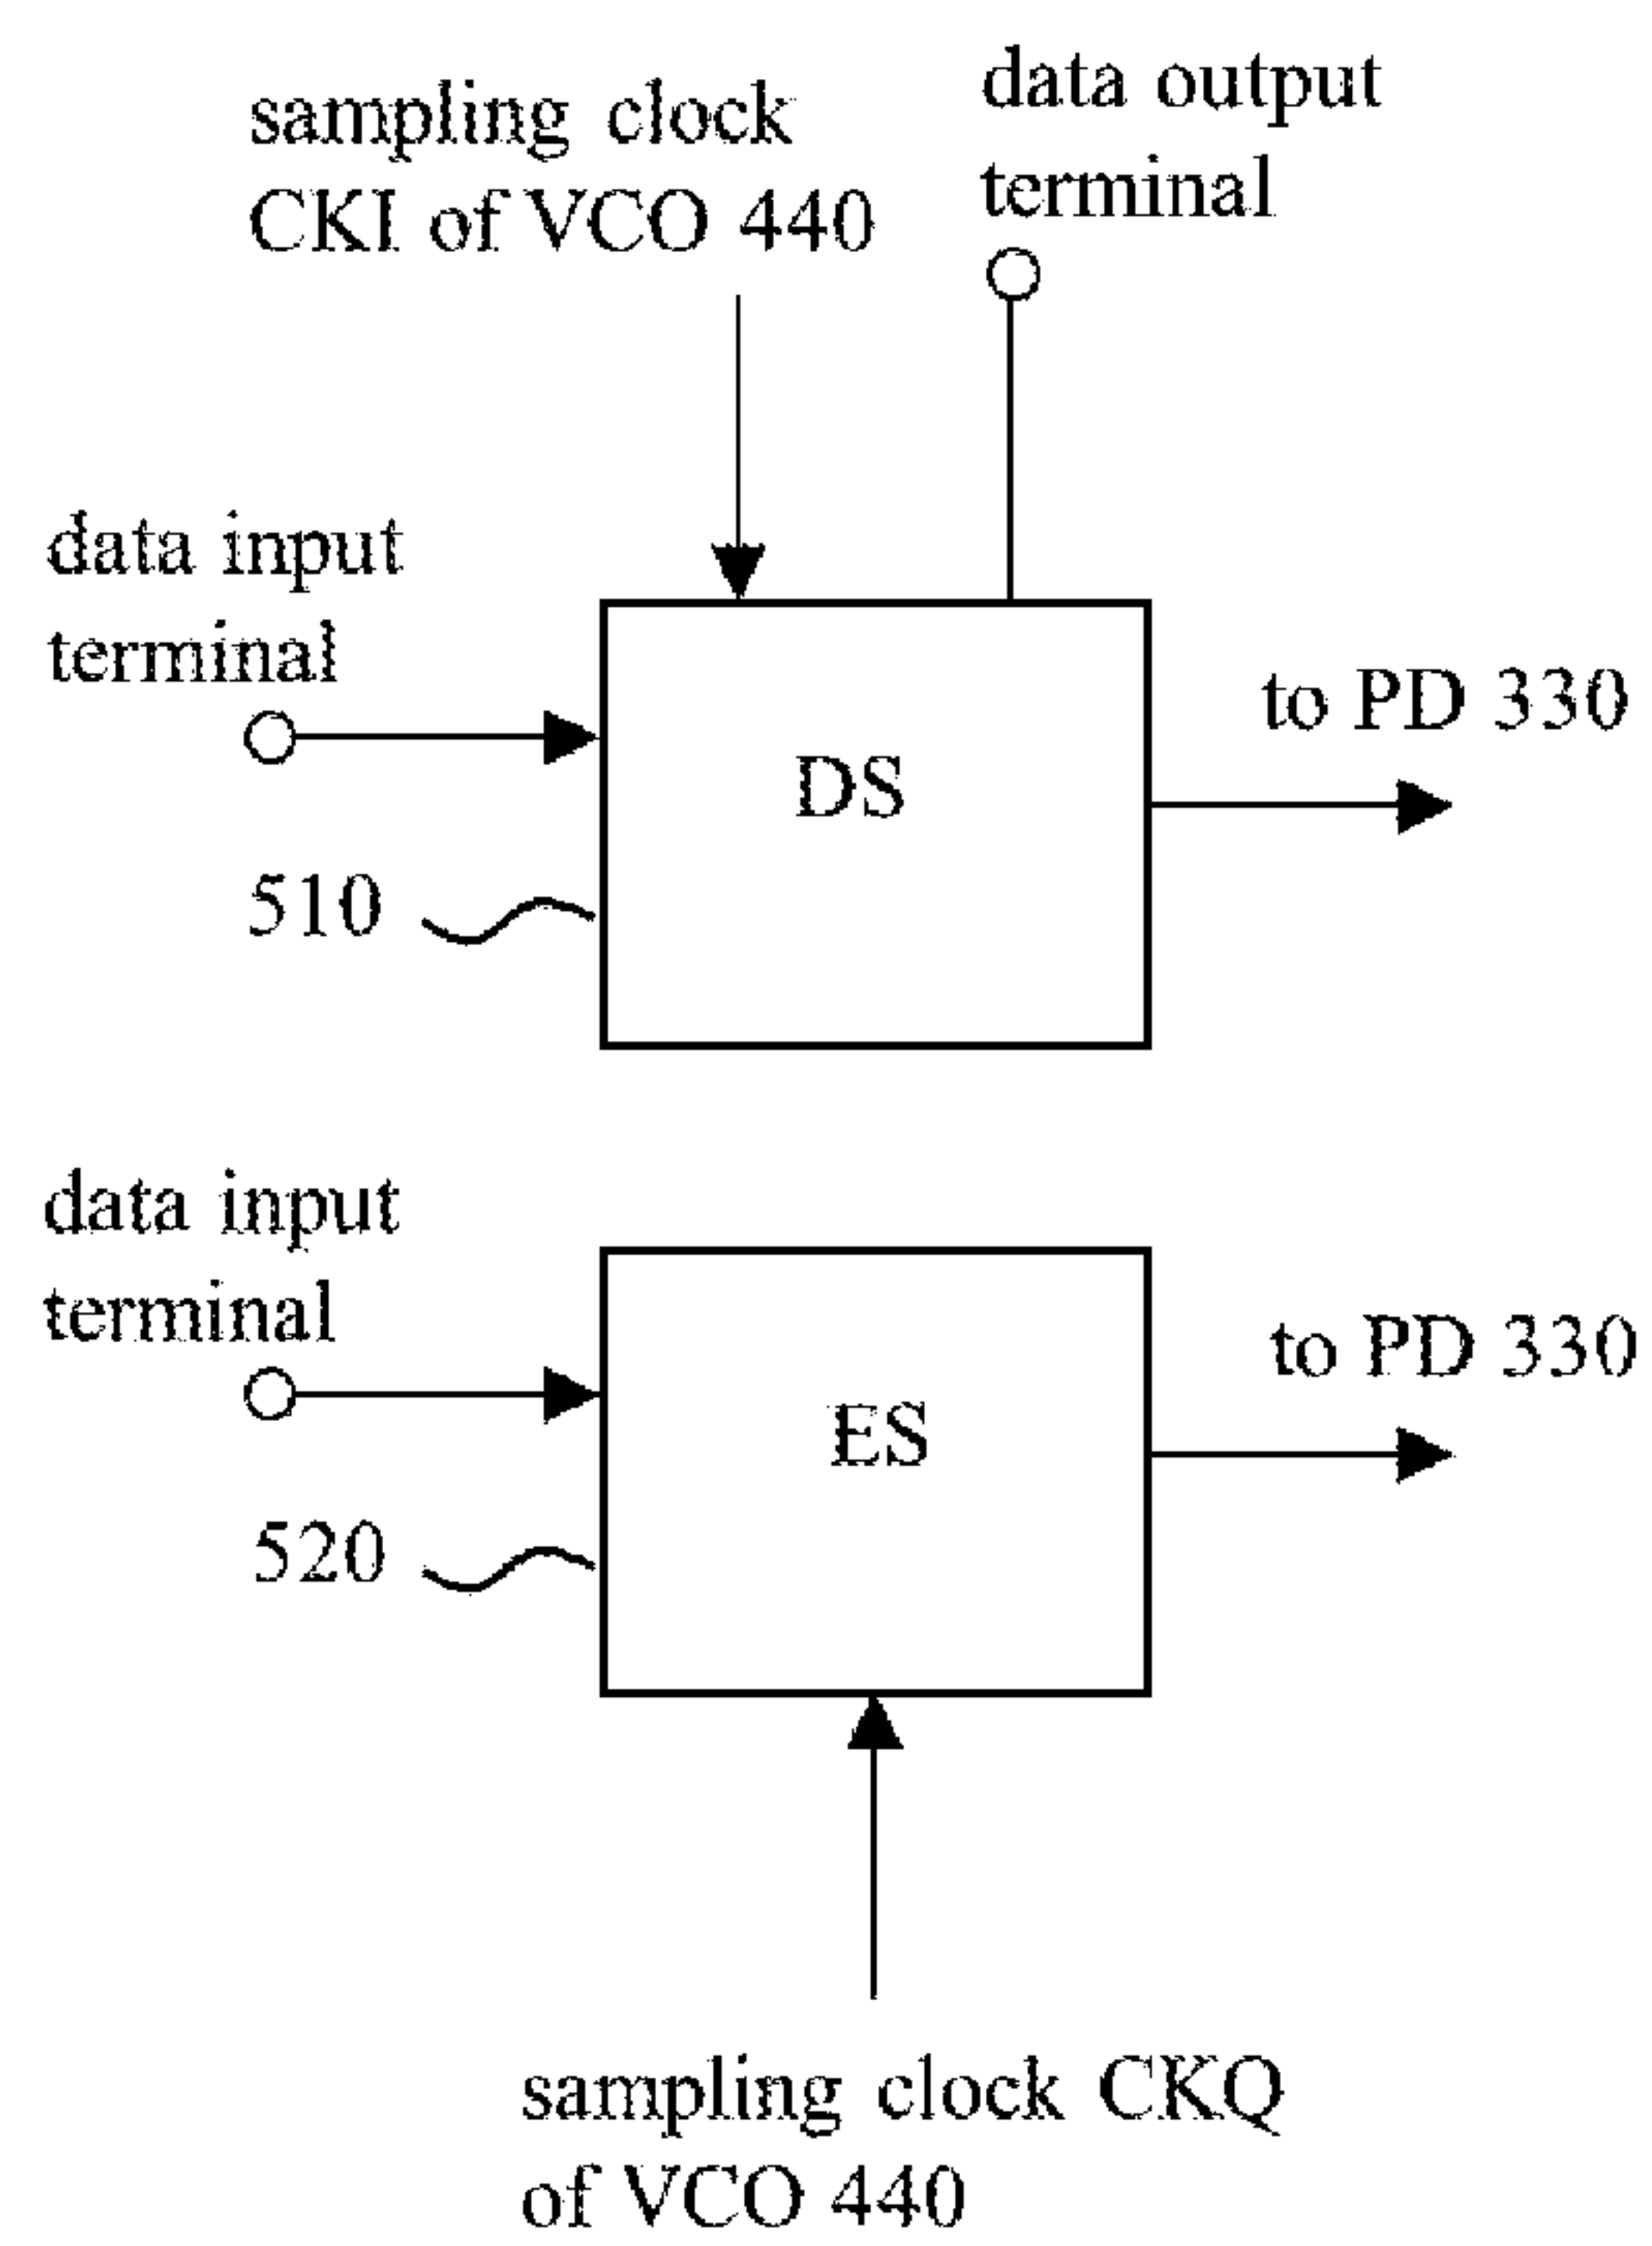 sampling clock
CKI of VCO 440
data output
terminal
data input
terminal
to PD 330
DS
510
data input
terminal
to PD 330
ES
520
sampling clock CKQ
of VCO 440